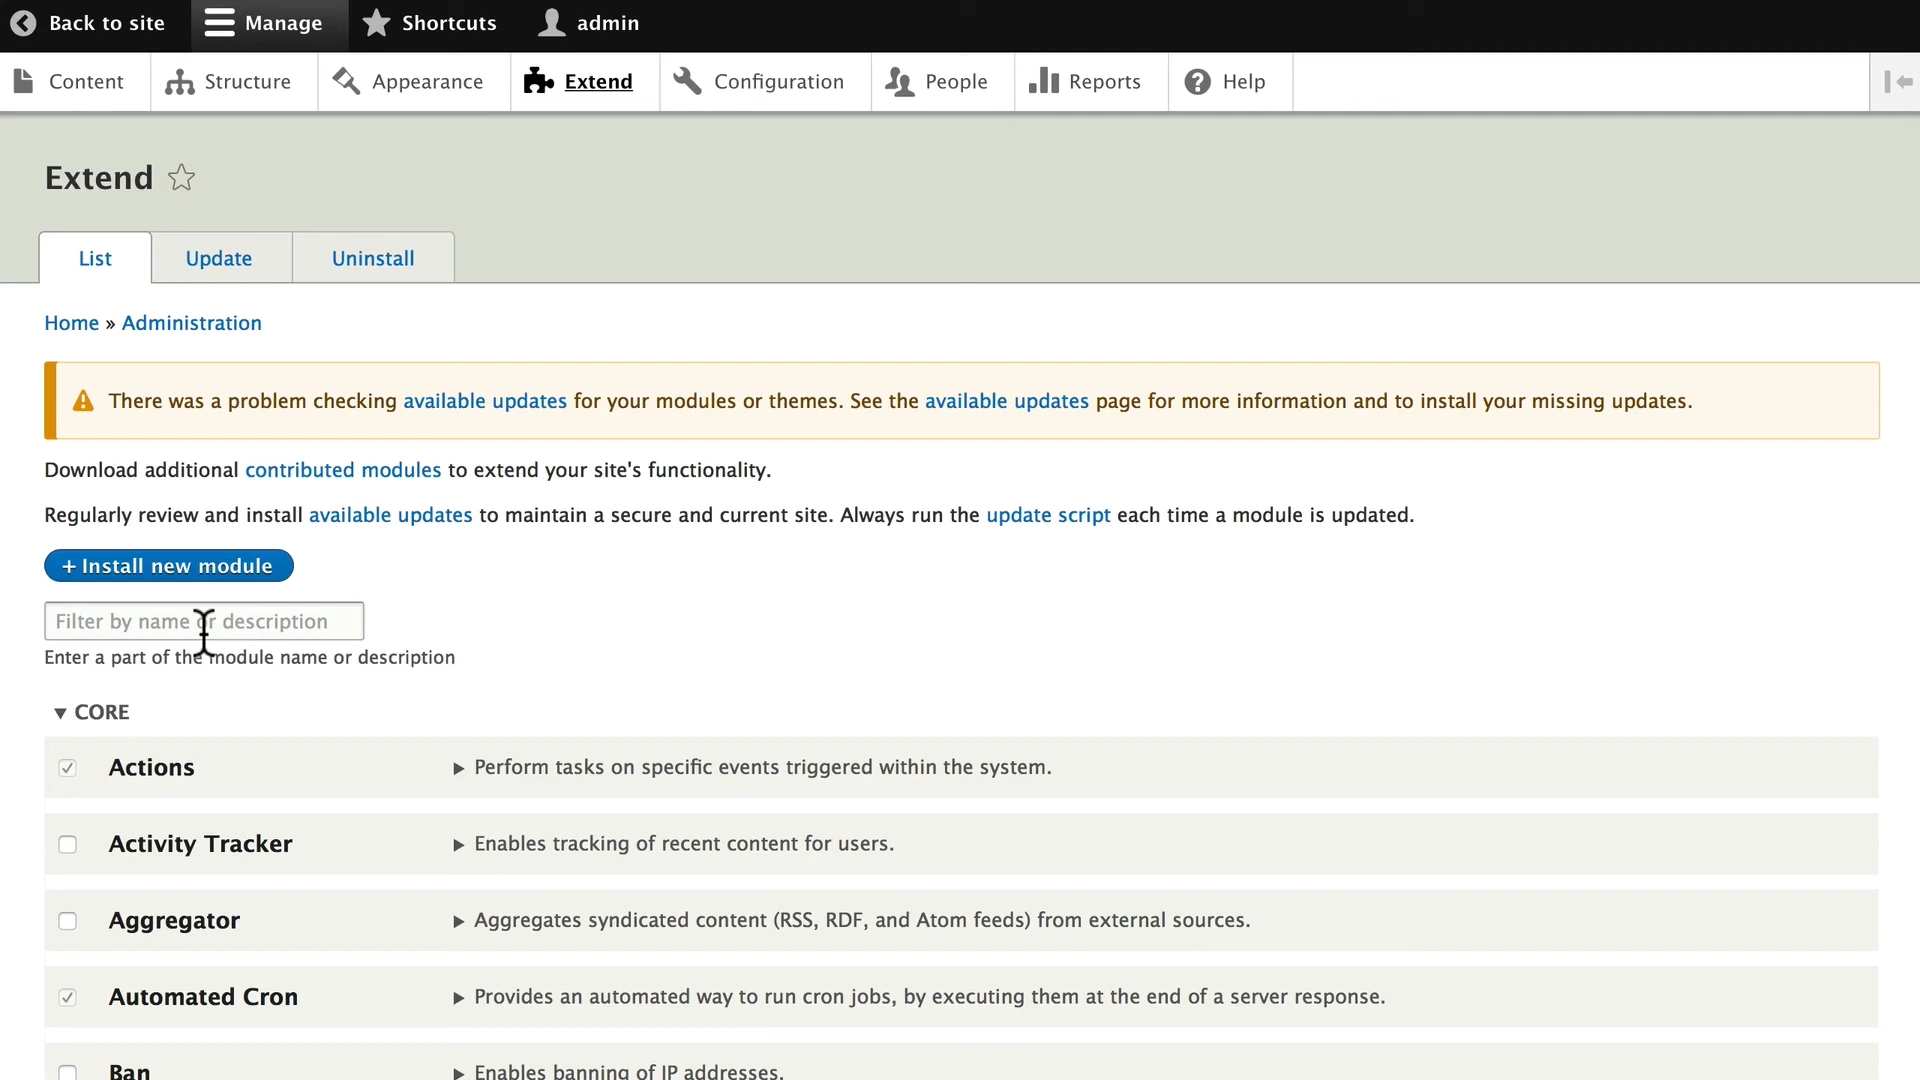 Back to site Manage Shortcuts admin
Content Structure Appearance Extend Configuration People Reports Help
Extend
List Update Uninstall
Home » Administration
There was a problem checking available updates for your modules or themes. See the available updates page for more information and to install your missing updates.
Download additional contributed modules to extend your site's functionality.
Regularly review and install available updates to maintain a secure and current site. Always run the update script each time a module is updated.
+ Install new module
Filter by name or description
Enter a part of the module name or description
▼ CORE
Actions ▶ Perform tasks on specific events triggered within the system.
Activity Tracker ▶ Enables tracking of recent content for users.
Aggregator ▶ Aggregates syndicated content (RSS, RDF, and Atom feeds) from external sources.
Automated Cron ▶ Provides an automated way to run cron jobs, by executing them at the end of a server response.
Ban ▶ Enables banning of IP addresses.